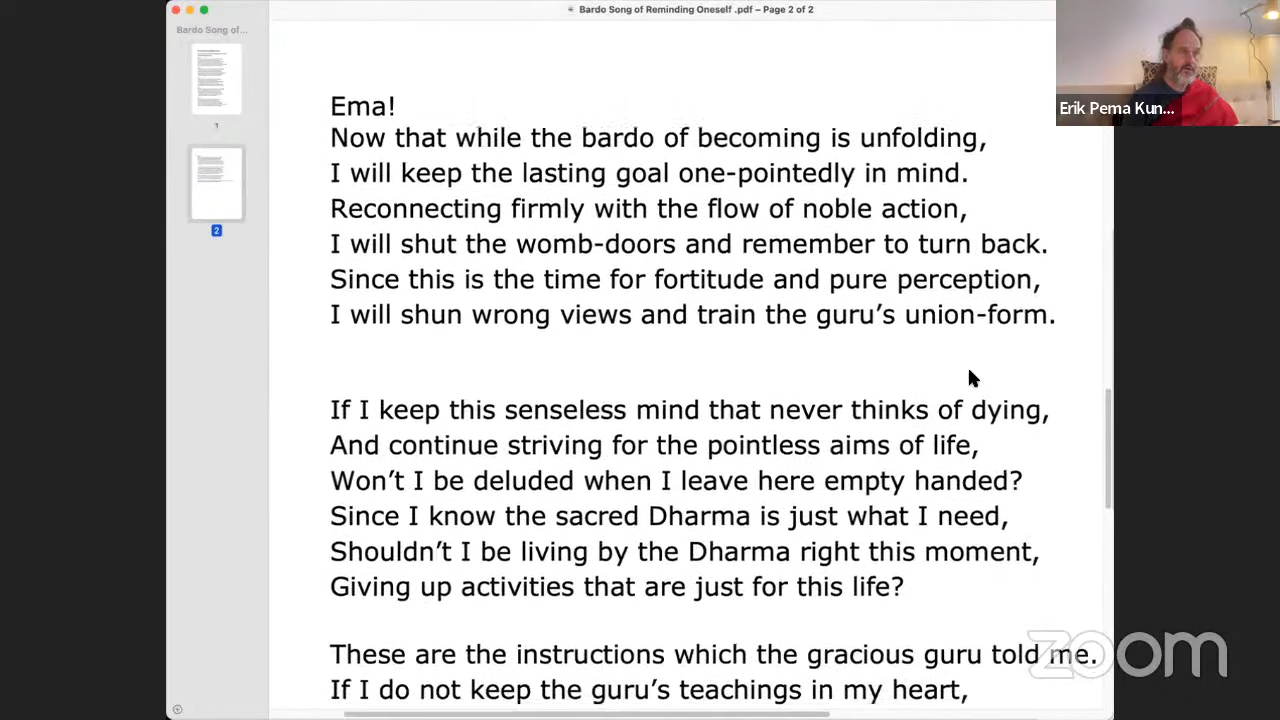 Bardo Song of Reminding Oneself .pdf – Page 2 of 2
Bardo Song of...
1
2
Erik Pema Kun...
Ema!
Now that while the bardo of becoming is unfolding,
I will keep the lasting goal one-pointedly in mind.
Reconnecting firmly with the flow of noble action,
I will shut the womb-doors and remember to turn back.
Since this is the time for fortitude and pure perception,
I will shun wrong views and train the guru’s union-form.
If I keep this senseless mind that never thinks of dying,
And continue striving for the pointless aims of life,
Won’t I be deluded when I leave here empty handed?
Since I know the sacred Dharma is just what I need,
Shouldn’t I be living by the Dharma right this moment,
Giving up activities that are just for this life?
These are the instructions which the gracious guru told me.
If I do not keep the guru’s teachings in my heart,
zoom